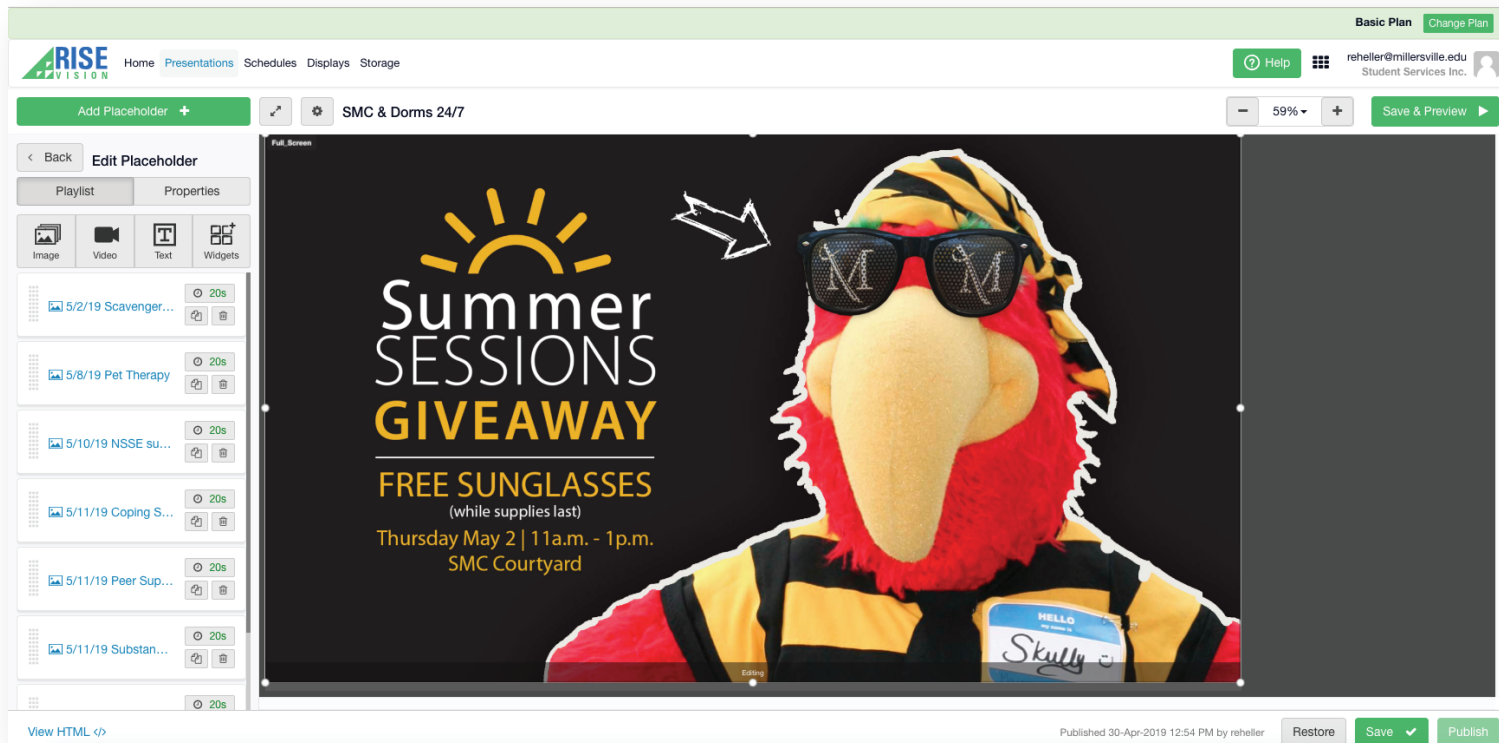 Basic Plan Change Plan
RISE
VISION
Home Presentations Schedules Displays Storage
Help
reheller@millersville.edu
Student Services Inc.
Add Placeholder +
SMC & Dorms 24/7
59%
Save & Preview
Back
Edit Placeholder
Playlist Properties
Image Video Text Widgets
5/2/19 Scavenger... 20s
5/8/19 Pet Therapy 20s
5/10/19 NSSE su... 20s
5/11/19 Coping S... 20s
5/11/19 Peer Sup... 20s
5/11/19 Substan... 20s
20s
Full_Screen
Summer
SESSIONS
GIVEAWAY
FREE SUNGLASSES
(while supplies last)
Thursday May 2 | 11a.m. - 1p.m.
SMC Courtyard
M M
HELLO
my name is
Skully
Editing
View HTML </>
Published 30-Apr-2019 12:54 PM by reheller
Restore
Save
Publish